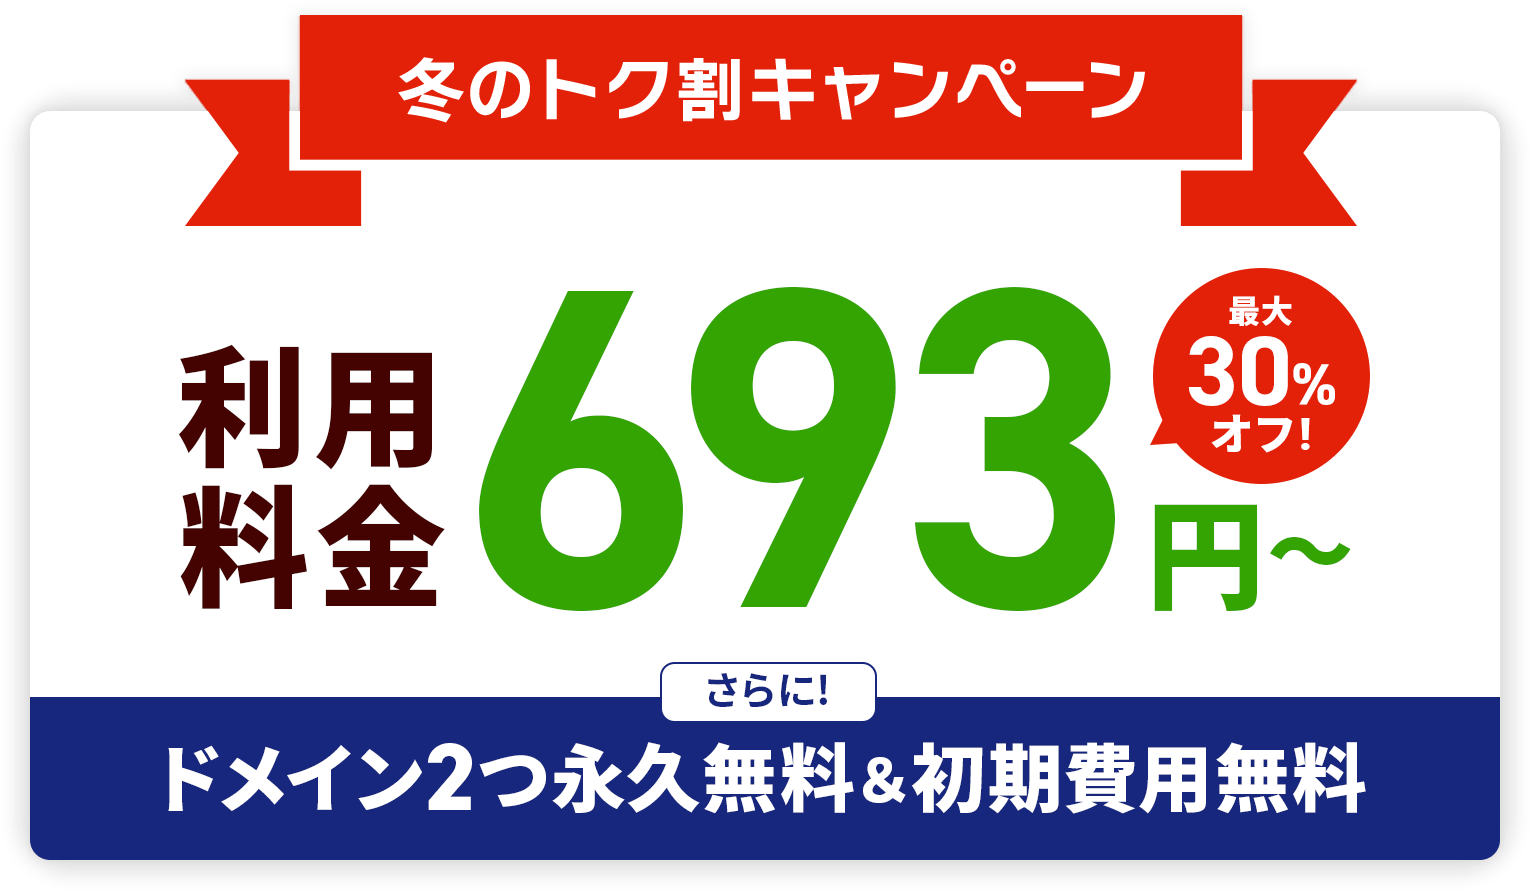 冬のトク割キャンペーン
利用
料金
693
円〜
最大
30%
オフ!
さらに!
ドメイン2つ永久無料&初期費用無料